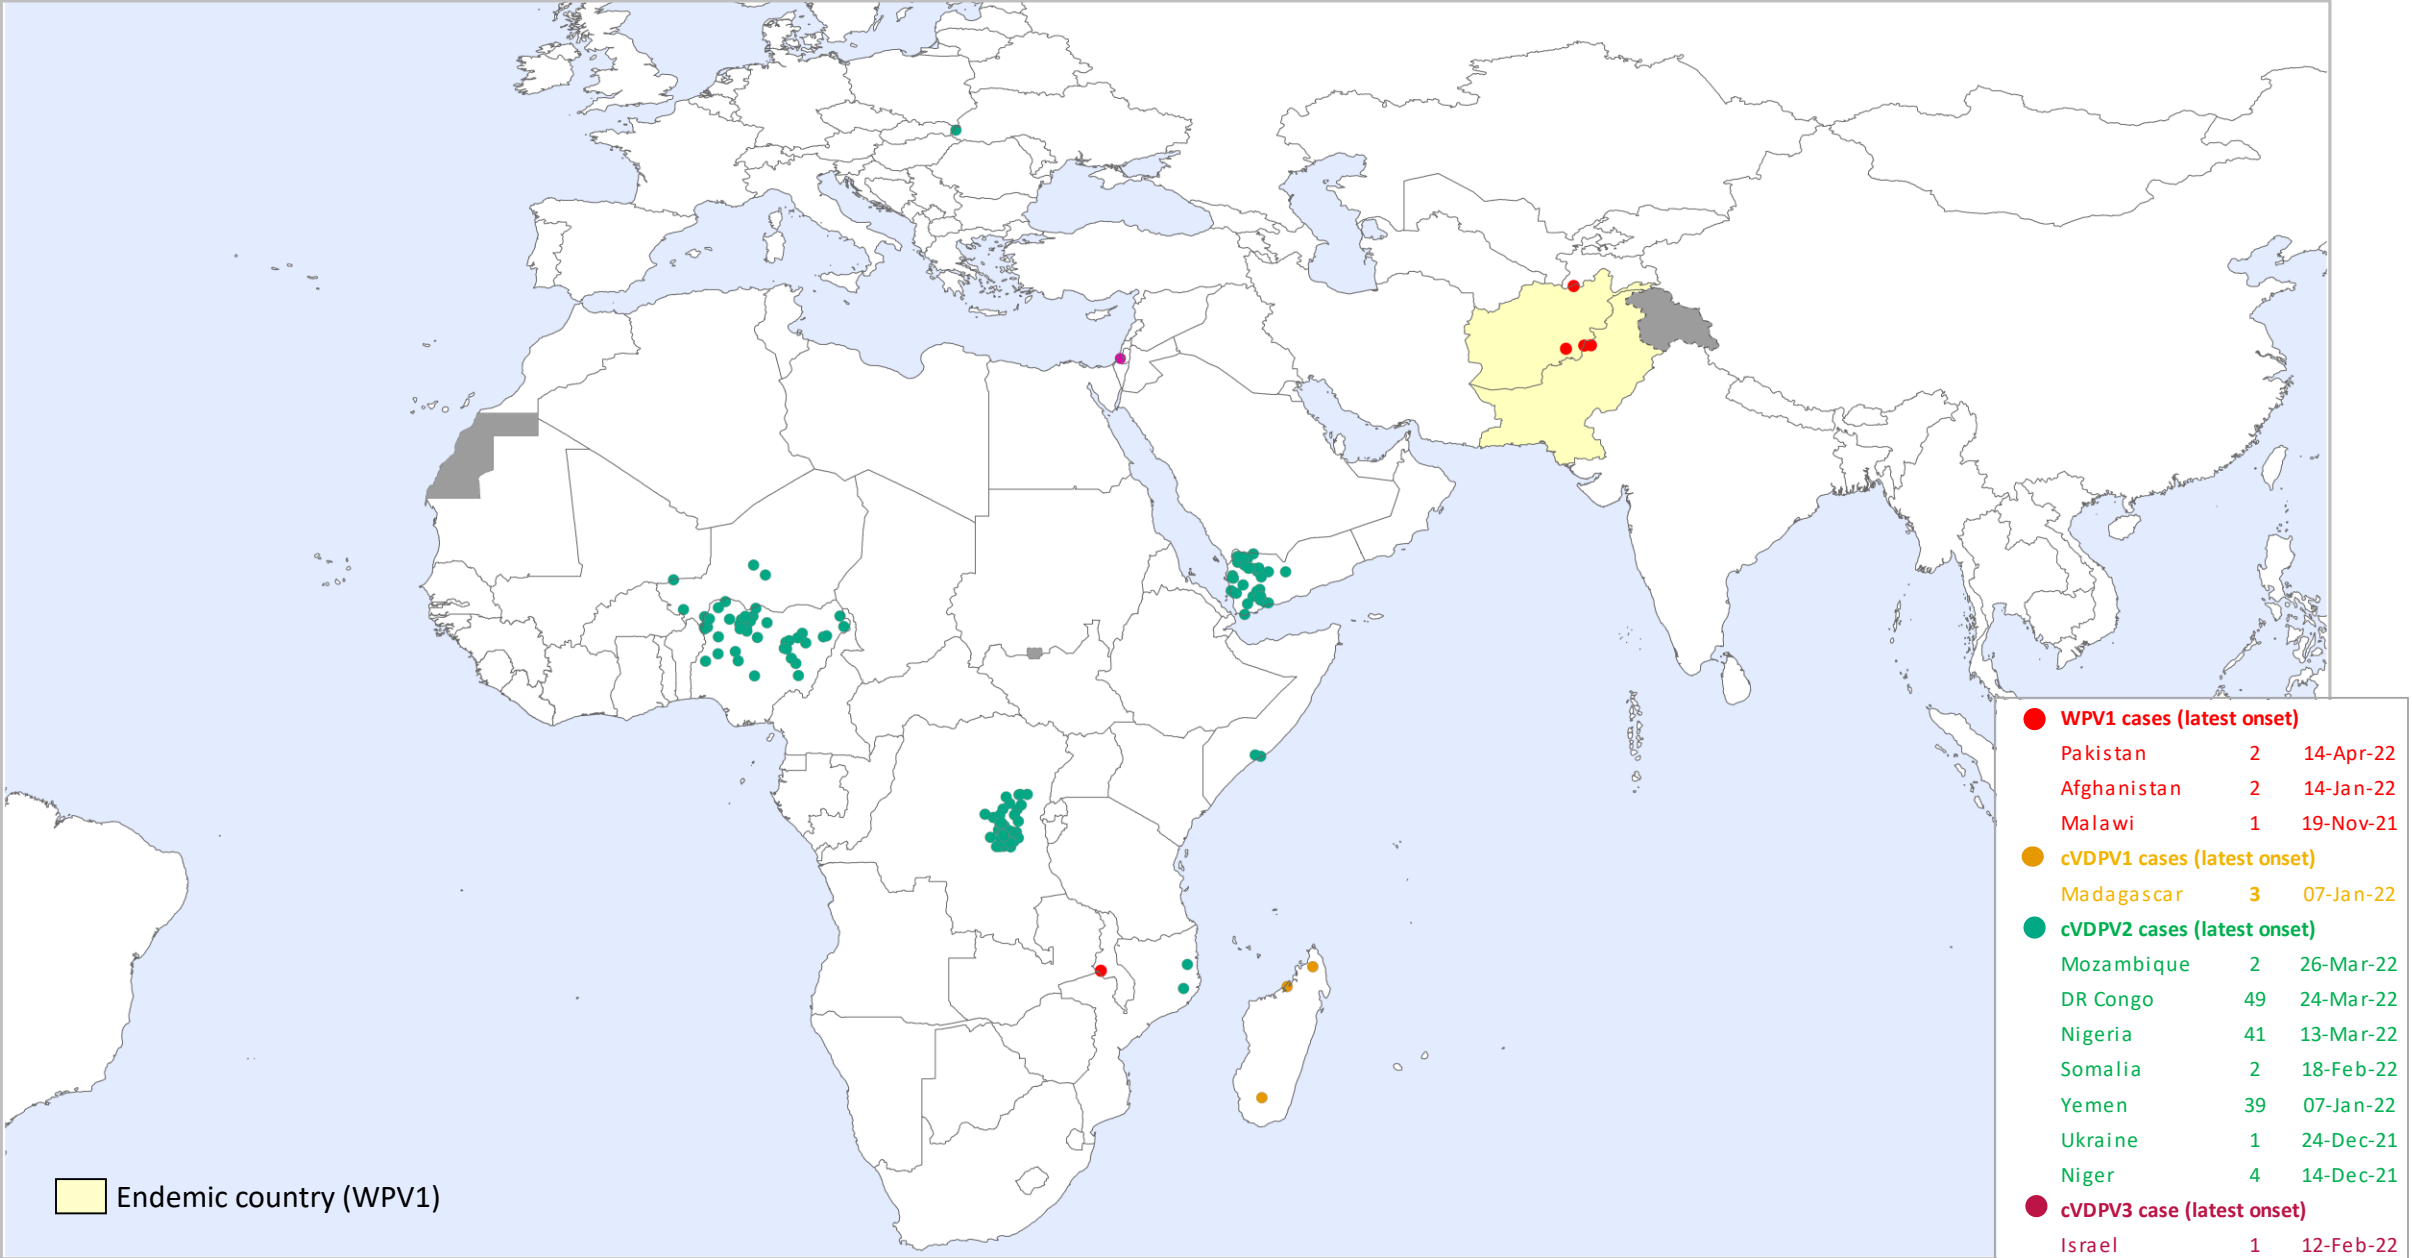 WPV1 cases (latest onset)
Pakistan 2 14-Apr-22
Afghanistan 2 14-Jan-22
Malawi 1 19-Nov-21
cVDPV1 cases (latest onset)
Madagascar 3 07-Jan-22
cVDPV2 cases (latest onset)
Mozambique 2 26-Mar-22
DR Congo 49 24-Mar-22
Nigeria 41 13-Mar-22
Somalia 2 18-Feb-22
Yemen 39 07-Jan-22
Ukraine 1 24-Dec-21
Niger 4 14-Dec-21
cVDPV3 case (latest onset)
Israel 1 12-Feb-22
Endemic country (WPV1)